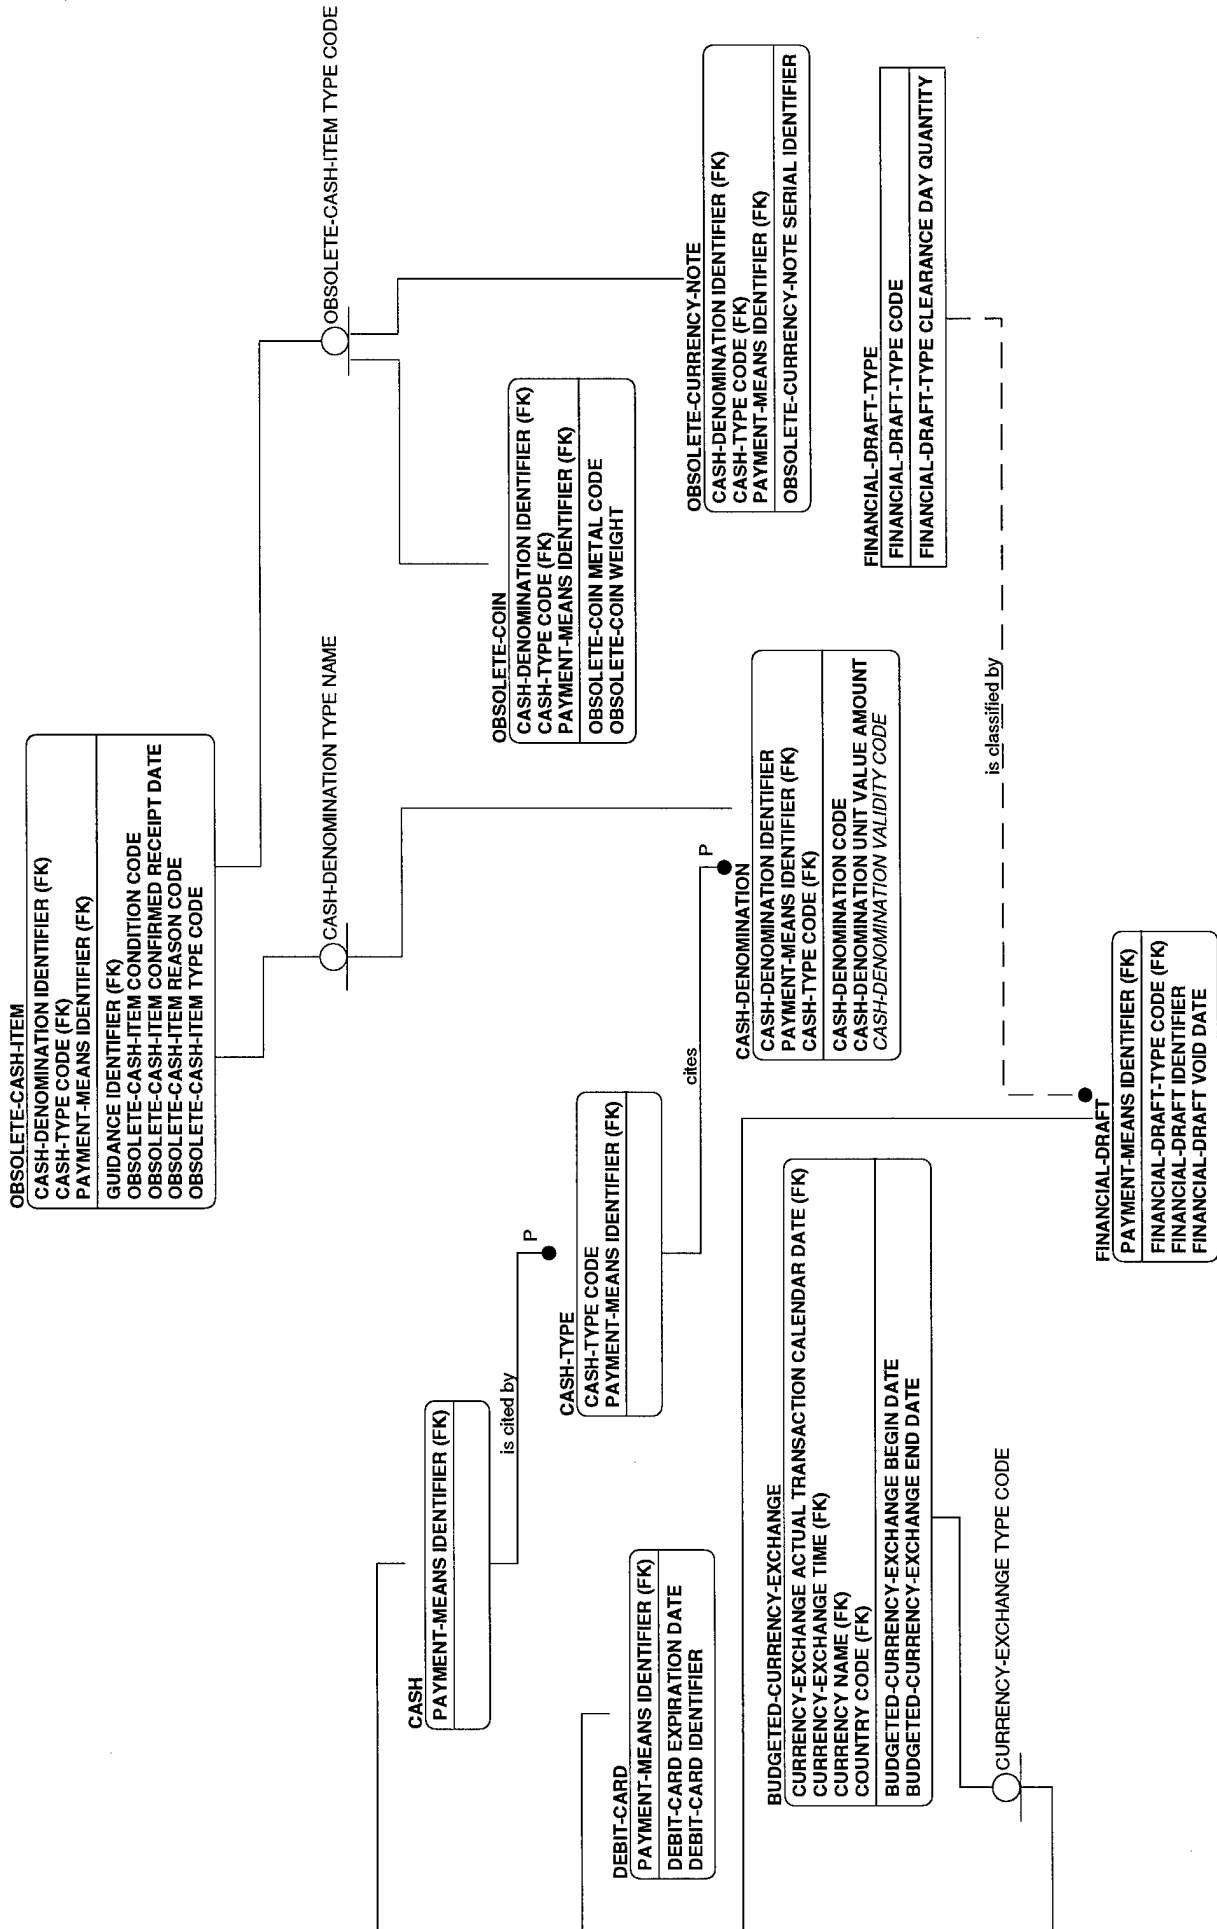 OBSOLETE-CASH-ITEM
CASH-DENOMINATION IDENTIFIER (FK)
CASH-TYPE CODE (FK)
PAYMENT-MEANS IDENTIFIER (FK)
GUIDANCE IDENTIFIER (FK)
OBSOLETE-CASH-ITEM CONDITION CODE
OBSOLETE-CASH-ITEM CONFIRMED RECEIPT DATE
OBSOLETE-CASH-ITEM REASON CODE
OBSOLETE-CASH-ITEM TYPE CODE
CASH-DENOMINATION TYPE NAME
OBSOLETE-CASH-ITEM TYPE CODE
CASH
PAYMENT-MEANS IDENTIFIER (FK)
is cited by
P
OBSOLETE-COIN
CASH-DENOMINATION IDENTIFIER (FK)
CASH-TYPE CODE (FK)
PAYMENT-MEANS IDENTIFIER (FK)
OBSOLETE-COIN METAL CODE
OBSOLETE-COIN WEIGHT
CASH-TYPE
CASH-TYPE CODE
PAYMENT-MEANS IDENTIFIER (FK)
cites
P
DEBIT-CARD
PAYMENT-MEANS IDENTIFIER (FK)
DEBIT-CARD EXPIRATION DATE
DEBIT-CARD IDENTIFIER
OBSOLETE-CURRENCY-NOTE
CASH-DENOMINATION IDENTIFIER (FK)
CASH-TYPE CODE (FK)
PAYMENT-MEANS IDENTIFIER (FK)
OBSOLETE-CURRENCY-NOTE SERIAL IDENTIFIER
CASH-DENOMINATION
CASH-DENOMINATION IDENTIFIER
PAYMENT-MEANS IDENTIFIER (FK)
CASH-TYPE CODE (FK)
CASH-DENOMINATION CODE
CASH-DENOMINATION UNIT VALUE AMOUNT
CASH-DENOMINATION VALIDITY CODE
BUDGETED-CURRENCY-EXCHANGE
CURRENCY-EXCHANGE ACTUAL TRANSACTION CALENDAR DATE (FK)
CURRENCY-EXCHANGE TIME (FK)
CURRENCY NAME (FK)
COUNTRY CODE (FK)
BUDGETED-CURRENCY-EXCHANGE BEGIN DATE
BUDGETED-CURRENCY-EXCHANGE END DATE
CURRENCY-EXCHANGE TYPE CODE
FINANCIAL-DRAFT-TYPE
FINANCIAL-DRAFT-TYPE CODE
FINANCIAL-DRAFT-TYPE CLEARANCE DAY QUANTITY
is classified by
FINANCIAL-DRAFT
PAYMENT-MEANS IDENTIFIER (FK)
FINANCIAL-DRAFT-TYPE CODE (FK)
FINANCIAL-DRAFT IDENTIFIER
FINANCIAL-DRAFT VOID DATE